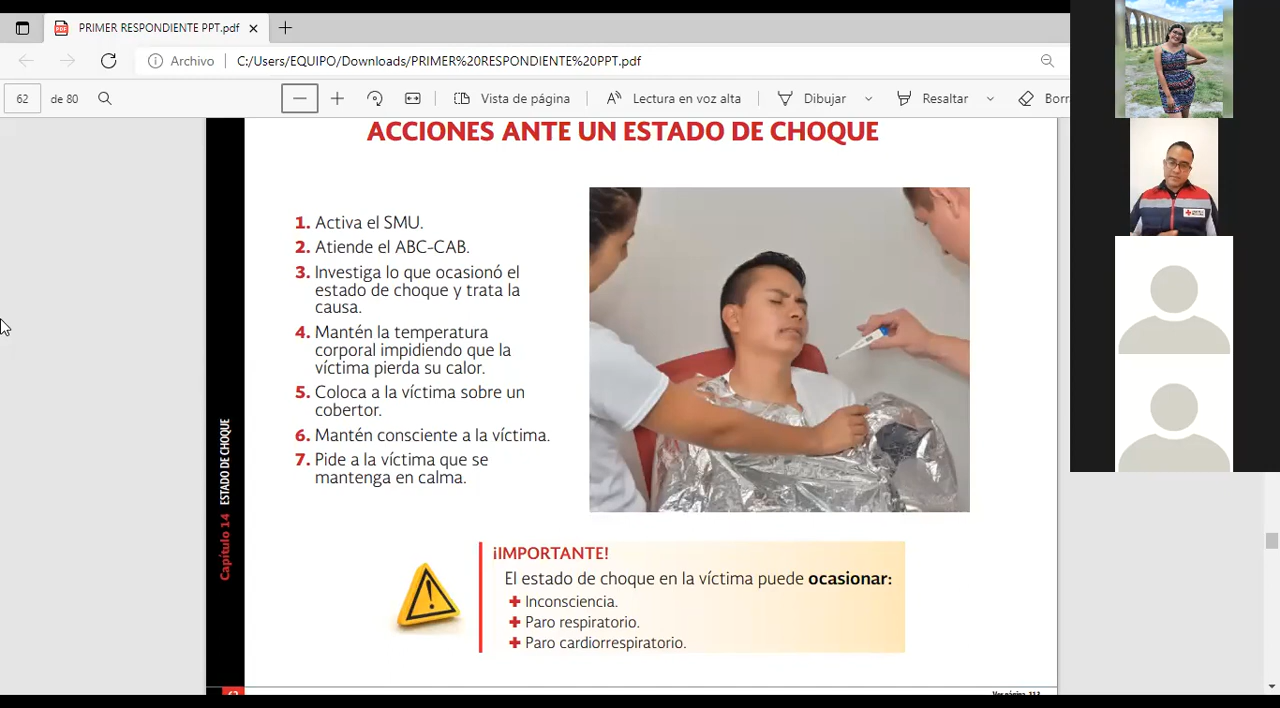 PRIMER RESPONDIENTE PPT.pdf
Archivo
C:/Users/EQUIPO/Downloads/PRIMER%20RESPONDIENTE%20PPT.pdf
62 de 80
Vista de página
Lectura en voz alta
Dibujar
Resaltar
Borr
ACCIONES ANTE UN ESTADO DE CHOQUE
1. Activa el SMU.
2. Atiende el ABC-CAB.
3. Investiga lo que ocasionó el
estado de choque y trata la
causa.
4. Mantén la temperatura
corporal impidiendo que la
víctima pierda su calor.
5. Coloca a la víctima sobre un
cobertor.
6. Mantén consciente a la víctima.
7. Pide a la víctima que se
mantenga en calma.
Capítulo 14 ESTADO DE CHOQUE
¡IMPORTANTE!
El estado de choque en la víctima puede ocasionar:
Inconsciencia.
Paro respiratorio.
Paro cardiorrespiratorio.